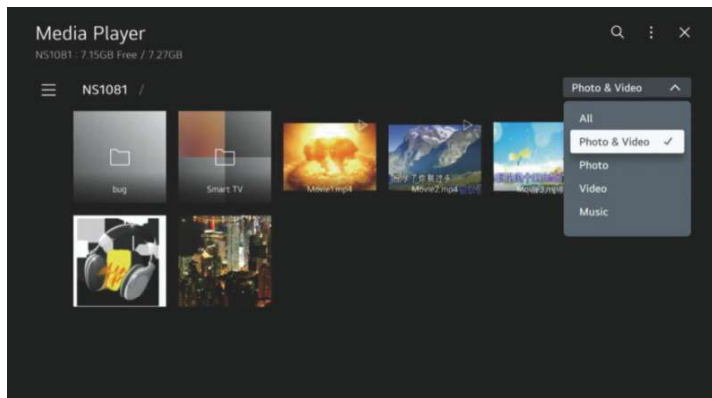 Media Player
NS1081 : 7.15GB Free / 7.27GB
NS1081 /
Photo & Video
All
Photo & Video
Photo
Video
Music
bug
Smart TV
Movie1.mp4
Movie2.mp4
Movie3.mp4